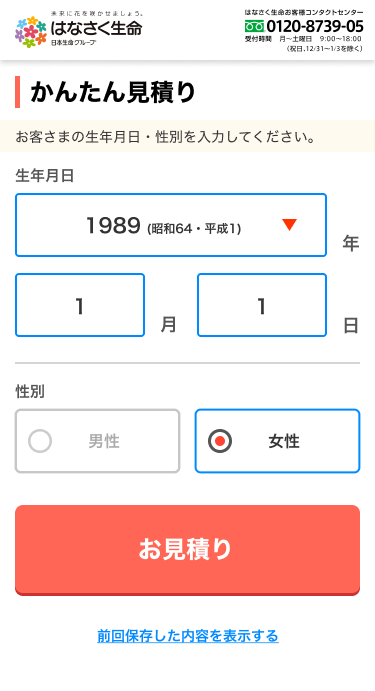 未来に花を咲かせましょう。
はなさく生命
日本生命グループ
はなさく生命お客様コンタクトセンター
0120-8739-05
受付時間 月〜土曜日 9:00〜18:00
(祝日、12/31〜1/3を除く)
かんたん見積り
お客さまの生年月日・性別を入力してください。
生年月日
1989 (昭和64・平成1) ▼ 年
1 月 1 日
性別
男性 女性
お見積り
前回保存した内容を表示する